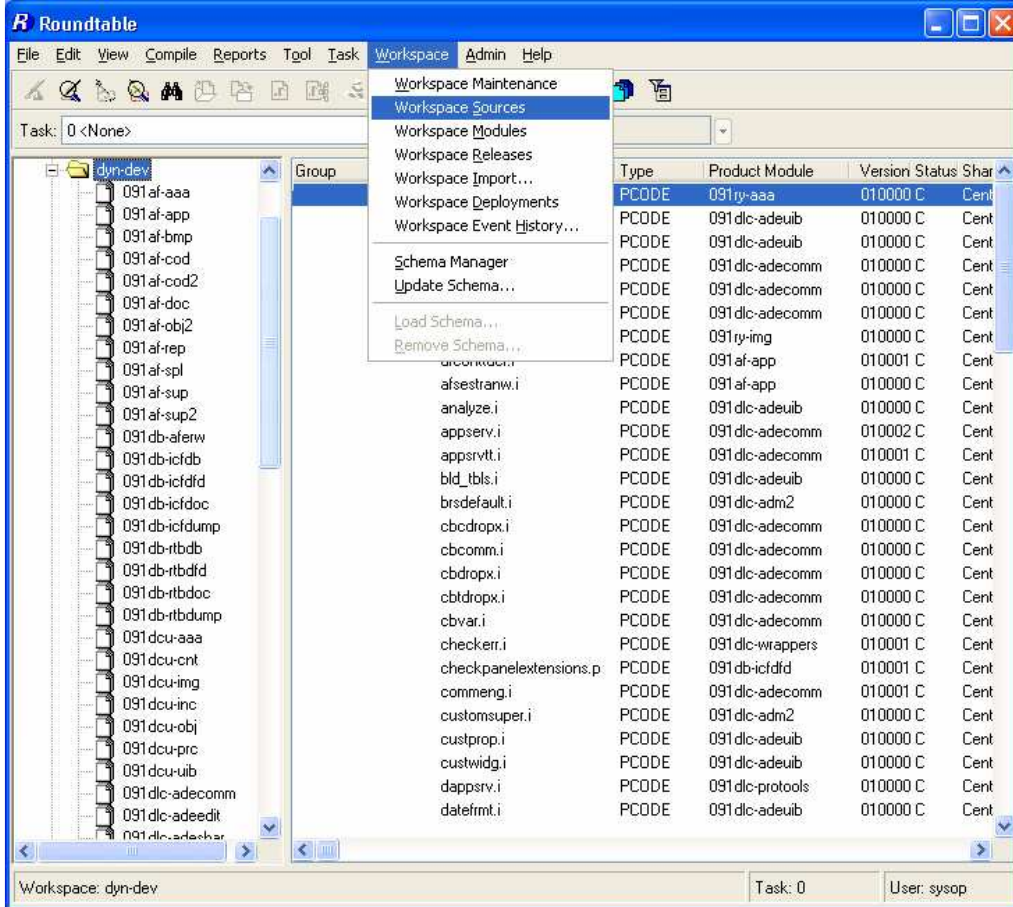 Roundtable
File Edit View Compile Reports Tool Task Workspace Admin Help
Task: 0 <None>
Workspace Maintenance
Workspace Sources
Workspace Modules
Workspace Releases
Workspace Import...
Workspace Deployments
Workspace Event History...
Schema Manager
Update Schema...
Load Schema...
Remove Schema...
dyn-dev
091af-aaa
091af-app
091af-bmp
091af-cod
091af-cod2
091af-doc
091af-obj2
091af-rep
091af-spl
091af-sup
091af-sup2
091db-aferw
091db-icfdb
091db-icfdfd
091db-icfdoc
091db-icfdump
091db-rtbdb
091db-rtbdfd
091db-rtbdoc
091db-rtbdump
091dcu-aaa
091dcu-cnt
091dcu-img
091dcu-inc
091dcu-obj
091dcu-prc
091dcu-uib
091dlc-adecomm
091dlc-adeedit
091dlc-adeshar
Group Type Product Module Version Status Shar
PCODE 091ry-aaa 010000 C Cent
PCODE 091dlc-adeuib 010000 C Cent
PCODE 091dlc-adeuib 010000 C Cent
PCODE 091dlc-adecomm 010000 C Cent
PCODE 091dlc-adecomm 010000 C Cent
PCODE 091dlc-adecomm 010000 C Cent
PCODE 091ry-img 010000 C Cent
PCODE 091af-app 010001 C Cent
afsestranw.i PCODE 091af-app 010000 C Cent
analyze.i PCODE 091dlc-adeuib 010000 C Cent
appserv.i PCODE 091dlc-adecomm 010002 C Cent
appsrvtt.i PCODE 091dlc-adecomm 010001 C Cent
bld_tbls.i PCODE 091dlc-adeuib 010000 C Cent
brsdefault.i PCODE 091dlc-adm2 010000 C Cent
cbcdropx.i PCODE 091dlc-adecomm 010000 C Cent
cbcomm.i PCODE 091dlc-adecomm 010000 C Cent
cbdropx.i PCODE 091dlc-adecomm 010000 C Cent
cbtdropx.i PCODE 091dlc-adecomm 010000 C Cent
cbvar.i PCODE 091dlc-adecomm 010000 C Cent
checkerr.i PCODE 091dlc-wrappers 010001 C Cent
checkpanelextensions.p PCODE 091db-icfdfd 010001 C Cent
commeng.i PCODE 091dlc-adecomm 010001 C Cent
customsuper.i PCODE 091dlc-adm2 010000 C Cent
custprop.i PCODE 091dlc-adeuib 010000 C Cent
custwidg.i PCODE 091dlc-adeuib 010000 C Cent
dappsrv.i PCODE 091dlc-protools 010000 C Cent
datefrmt.i PCODE 091dlc-adeuib 010000 C Cent
Workspace: dyn-dev Task: 0 User: sysop